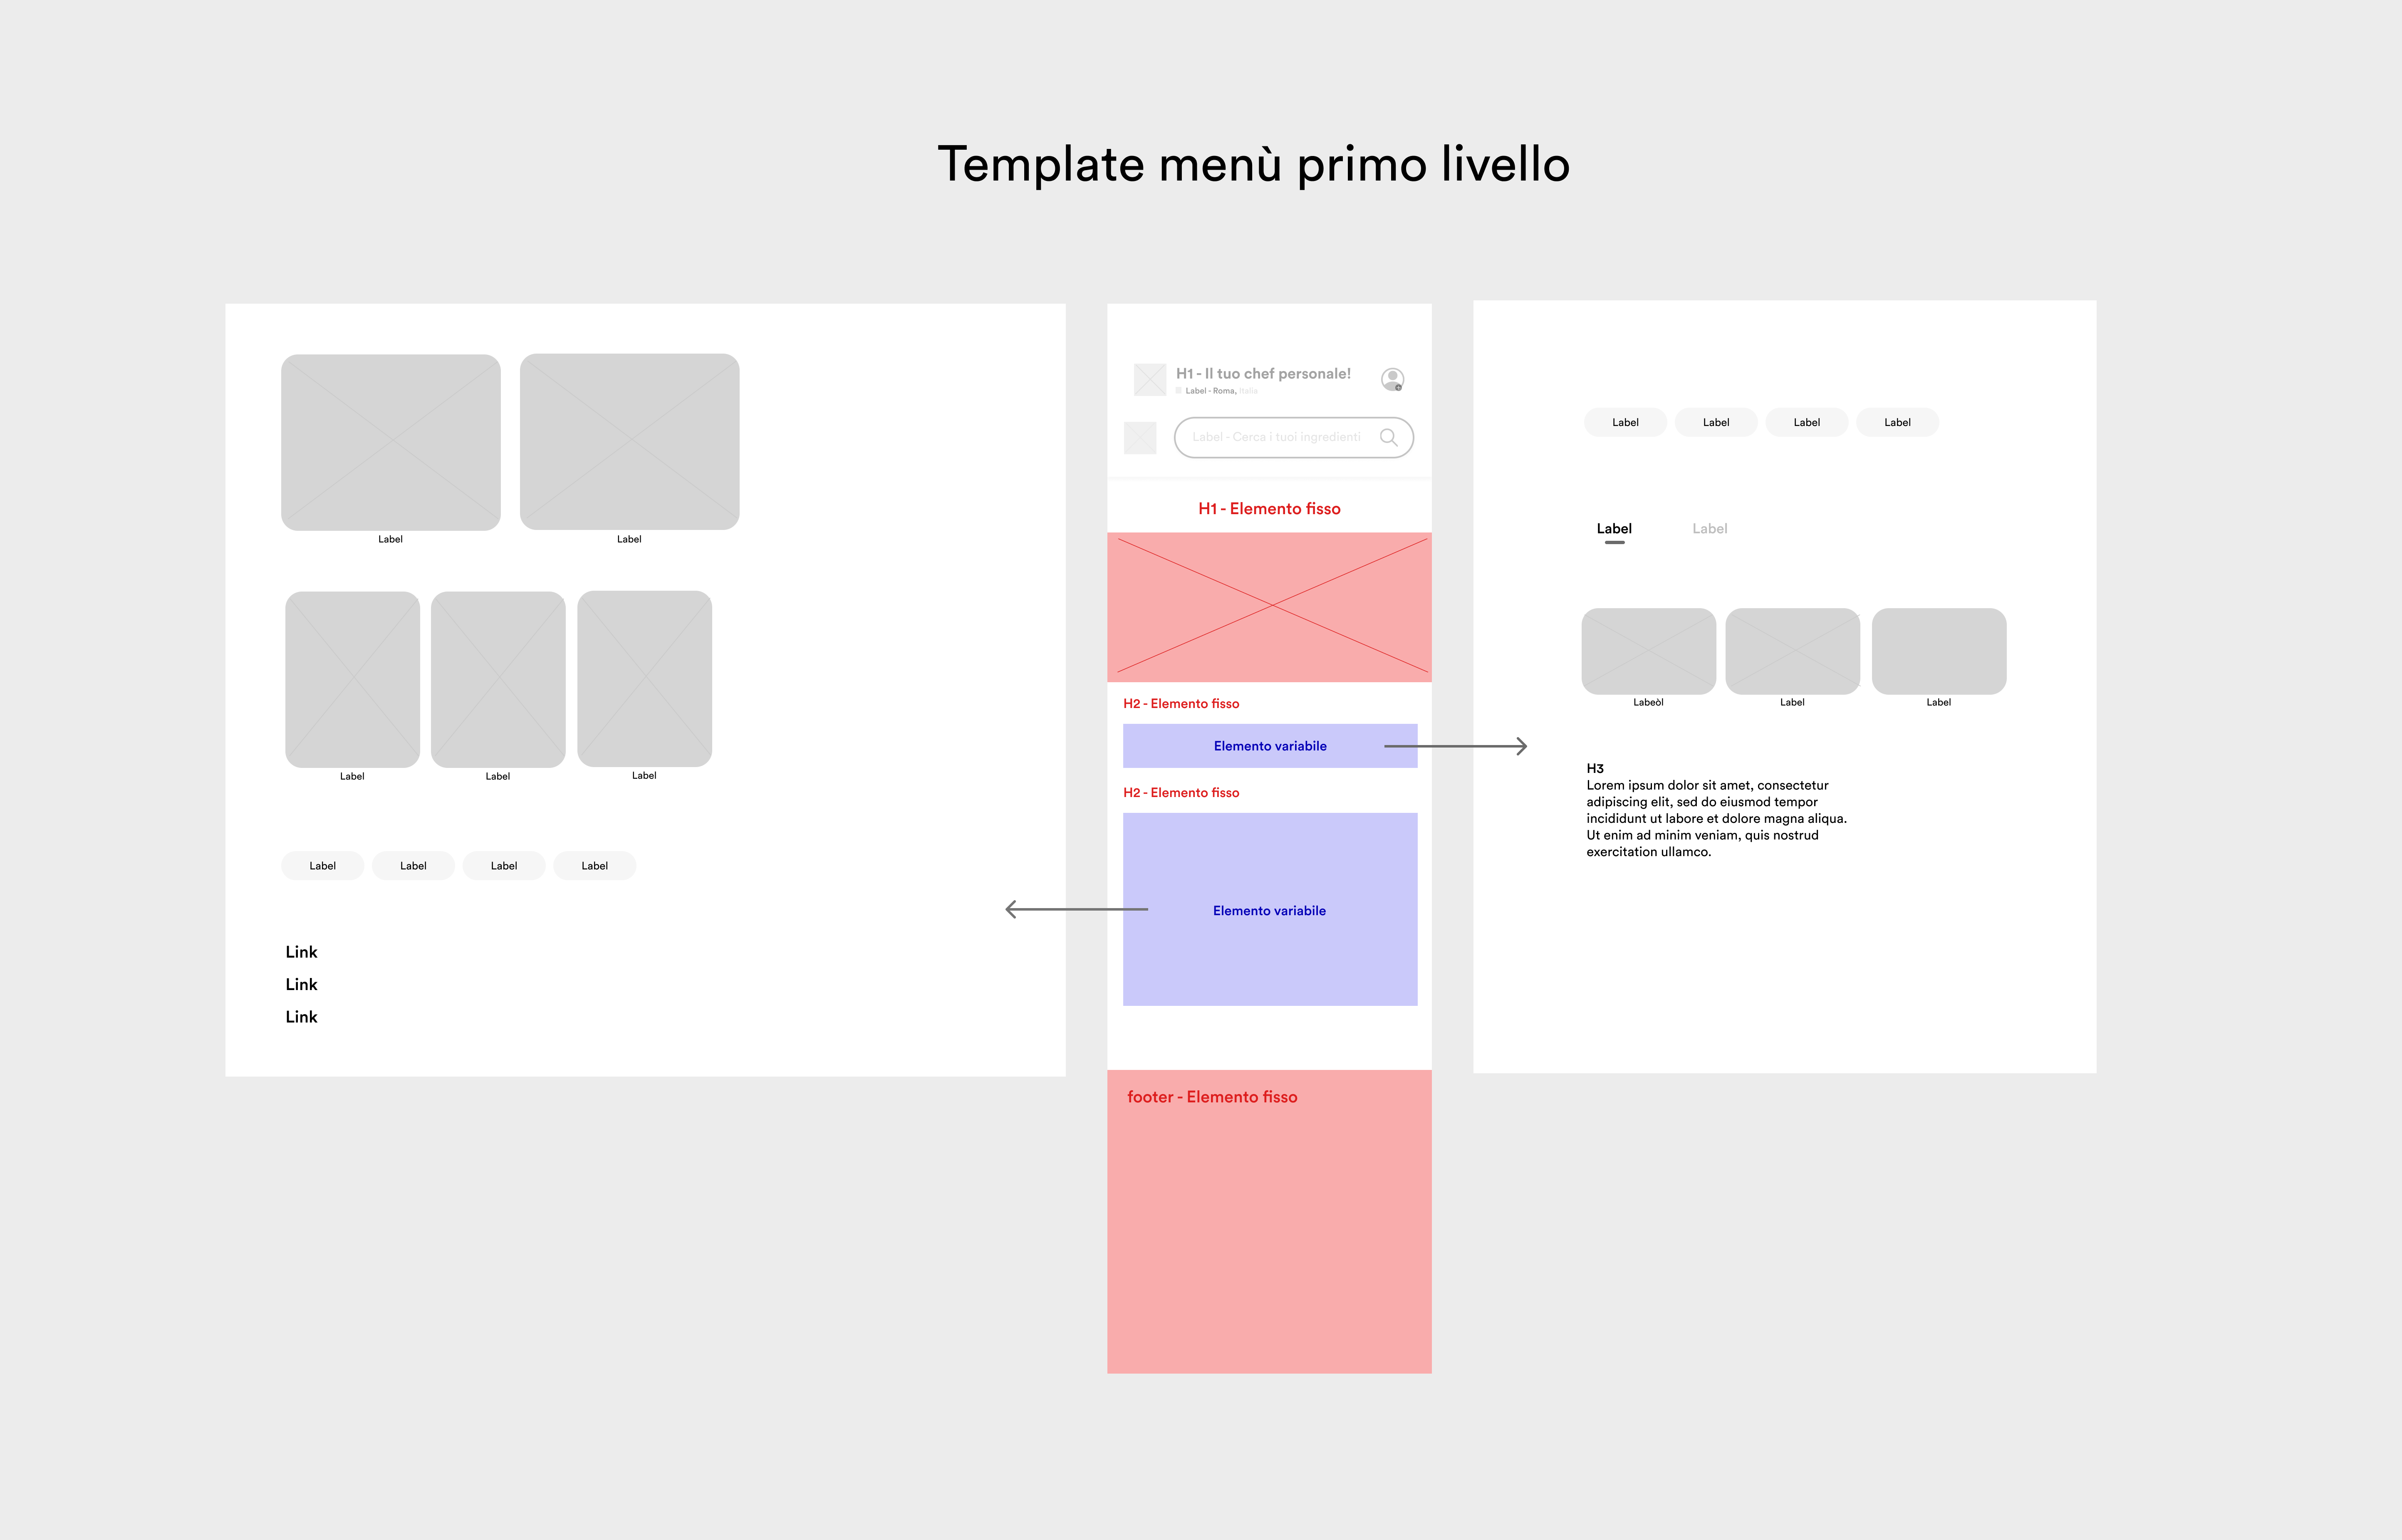 Template menù primo livello
Label
Label
Label
Label
Label
Label
Label
Label
Label
Link
Link
Link
H1 - Il tuo chef personale!
Label - Roma, Italia
Label - Cerca i tuoi ingredienti
H1 - Elemento fisso
H2 - Elemento fisso
Elemento variabile
H2 - Elemento fisso
Elemento variabile
footer - Elemento fisso
Label
Label
Label
Label
Label
Label
Labeòl
Label
Label
H3
Lorem ipsum dolor sit amet, consectetur
adipiscing elit, sed do eiusmod tempor
incididunt ut labore et dolore magna aliqua.
Ut enim ad minim veniam, quis nostrud
exercitation ullamco.